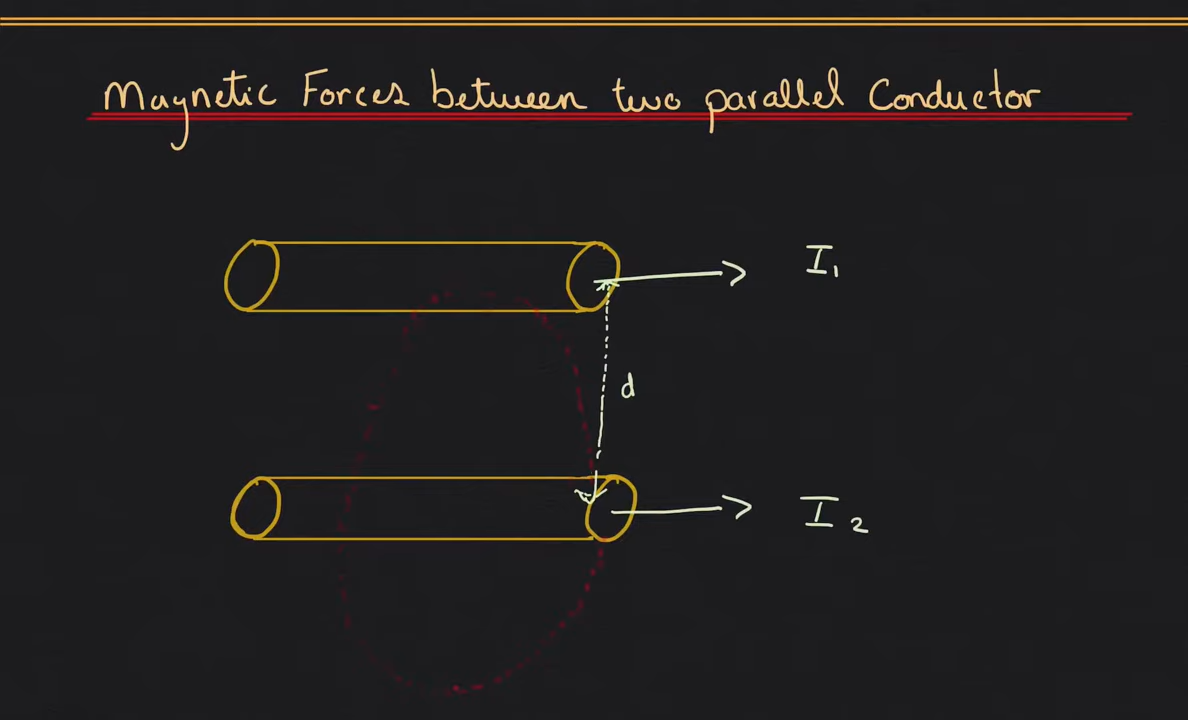 Magnetic Forces between two parallel Conductor
I₁
d
I₂